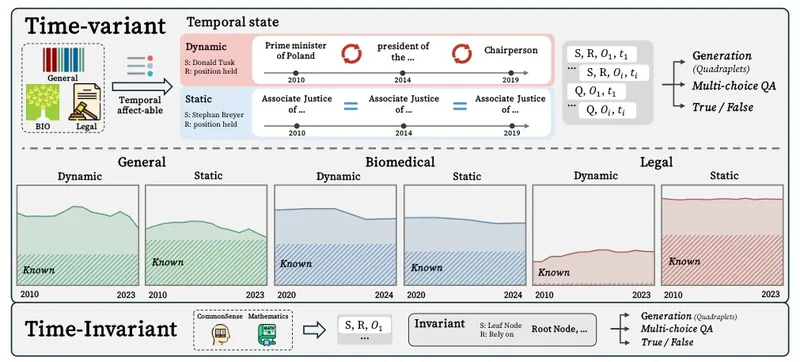 Time-variant
Temporal state
General
BIO
Legal
Temporal
affect-able
Dynamic
S: Donald Tusk
R: position held
Prime minister
of Poland
president of
the ...
Chairperson
2010
2014
2019
Static
S: Stephan Breyer
R: position held
Associate Justice
of ...
=
Associate Justice
of ...
=
Associate Justice
of ...
2010
2014
2019
S, R, O₁, t₁
...
S, R, Oᵢ, tᵢ
Q, O₁, t₁
...
Q, Oᵢ, tᵢ
Generation
(Quadruplets)
Multi-choice QA
True / False
General
Biomedical
Legal
Dynamic
Static
Dynamic
Static
Dynamic
Static
Known
Known
Known
Known
Known
Known
2010
2023
2010
2023
2020
2024
2020
2024
2010
2023
2010
2023
Time-Invariant
CommonSense
Mathematics
MATH
S, R, O₁
...
Invariant
S: Leaf Node
R: Rely on
Root Node, ...
Generation (Quadruplets)
Multi-choice QA
True / False